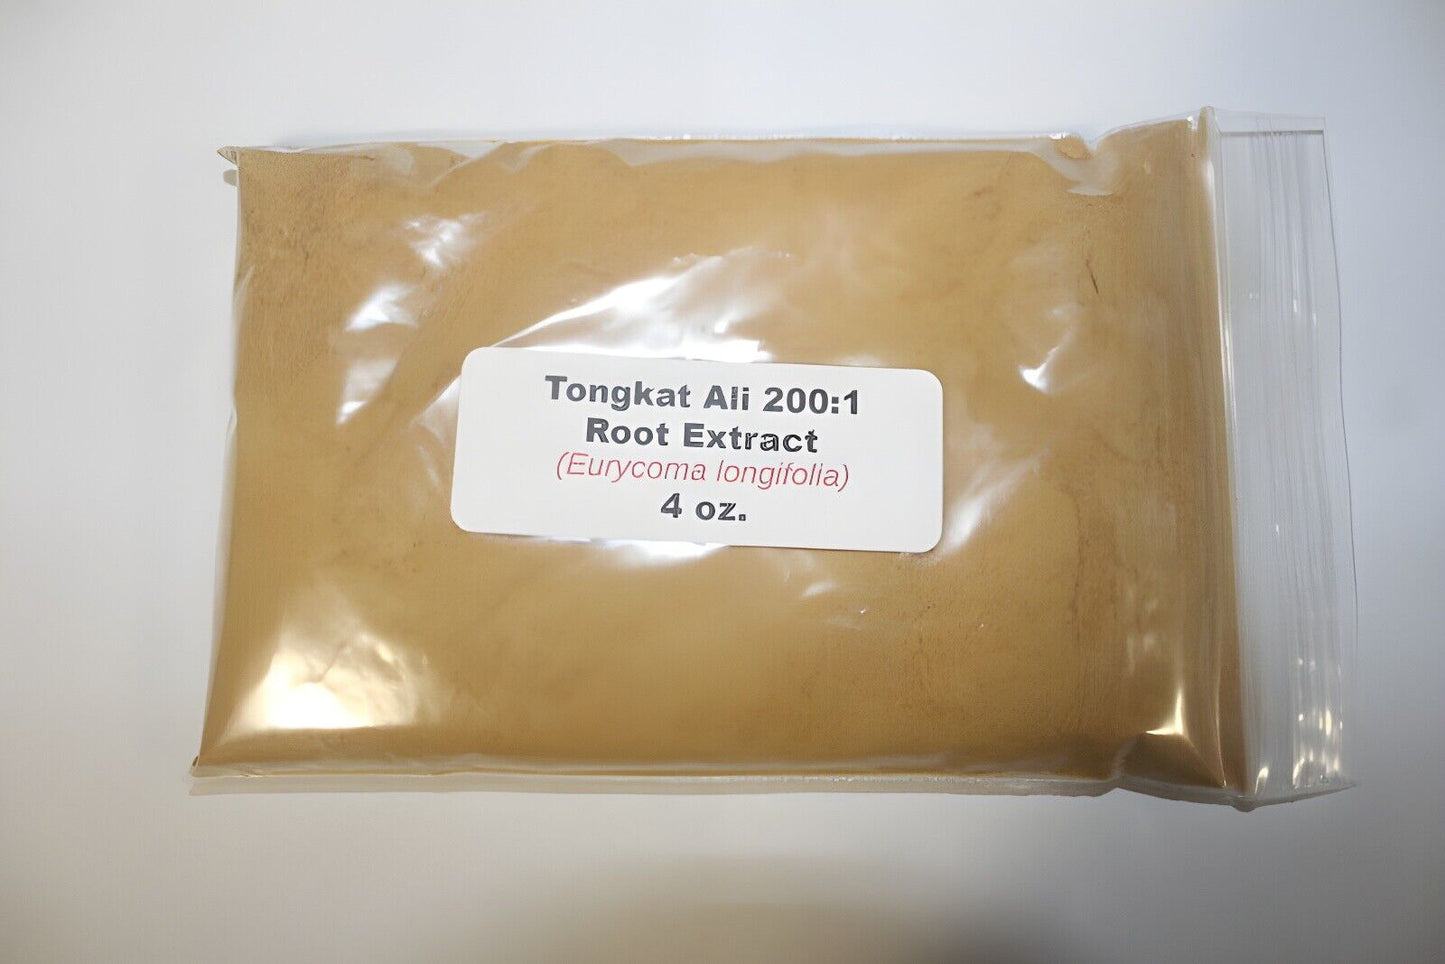 Tongkat Ali 200:1
Root Extract
(Eurycoma longifolia)
4 oz.